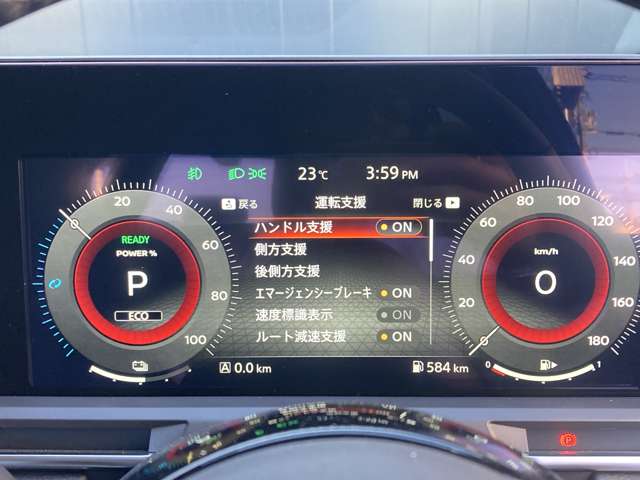 23℃ 3:59 PM
戻る 運転支援 閉じる
ハンドル支援 ON
側方支援
後側方支援
エマージェンシーブレーキ ON
速度標識表示 ON
ルート減速支援 ON
0 20 40 60 80 100
READY
POWER %
P
ECO
0 20 40 60 80 100 120 140 160 180
km/h
0
A 0.0 km
584 km
0 1
P